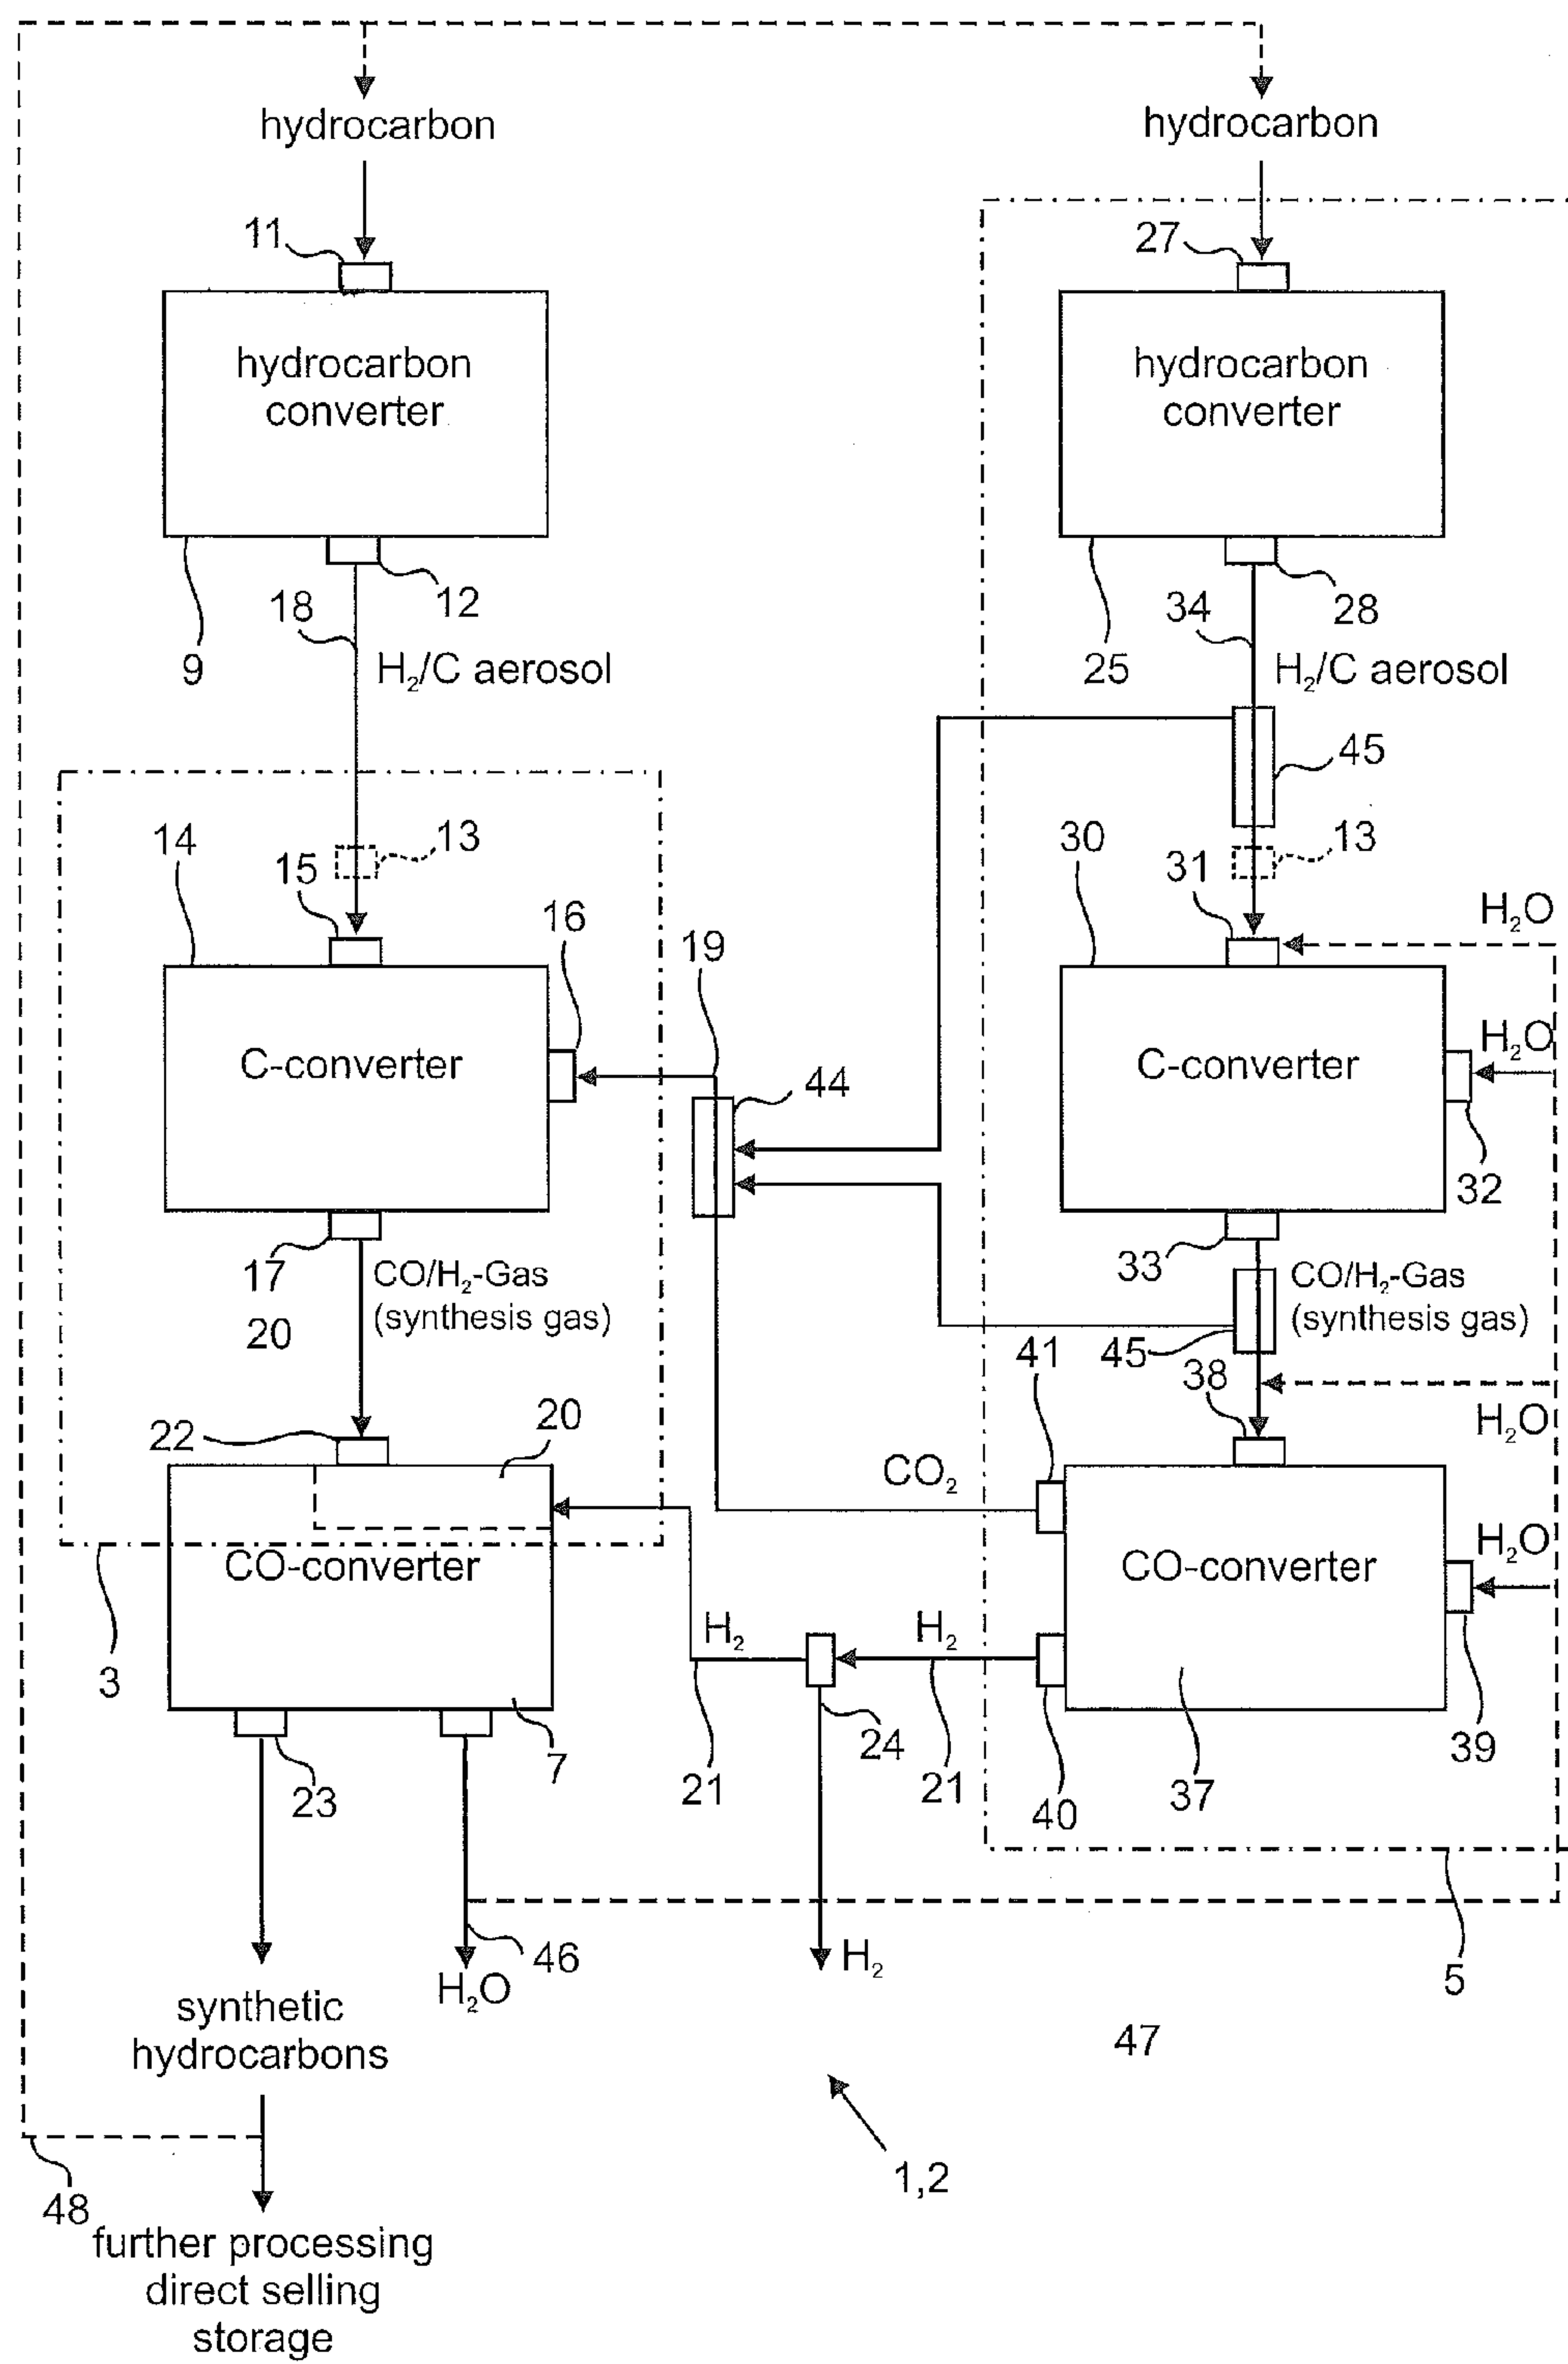 hydrocarbon
hydrocarbon
11
27
hydrocarbon
converter
hydrocarbon
converter
18
12
34
28
9
H₂/C aerosol
25
H₂/C aerosol
45
14
15
13
30
31
13
16
19
H₂O
H₂O
C-converter
44
C-converter
32
17
CO/H₂-Gas
(synthesis gas)
20
33
CO/H₂-Gas
(synthesis gas)
45
41
38
22
20
H₂O
CO₂
CO-converter
CO-converter
H₂O
3
H₂
H₂
7
23
21
24
21
40
37
39
46
H₂O
H₂
5
synthetic
hydrocarbons
47
1,2
48
further processing
direct selling
storage